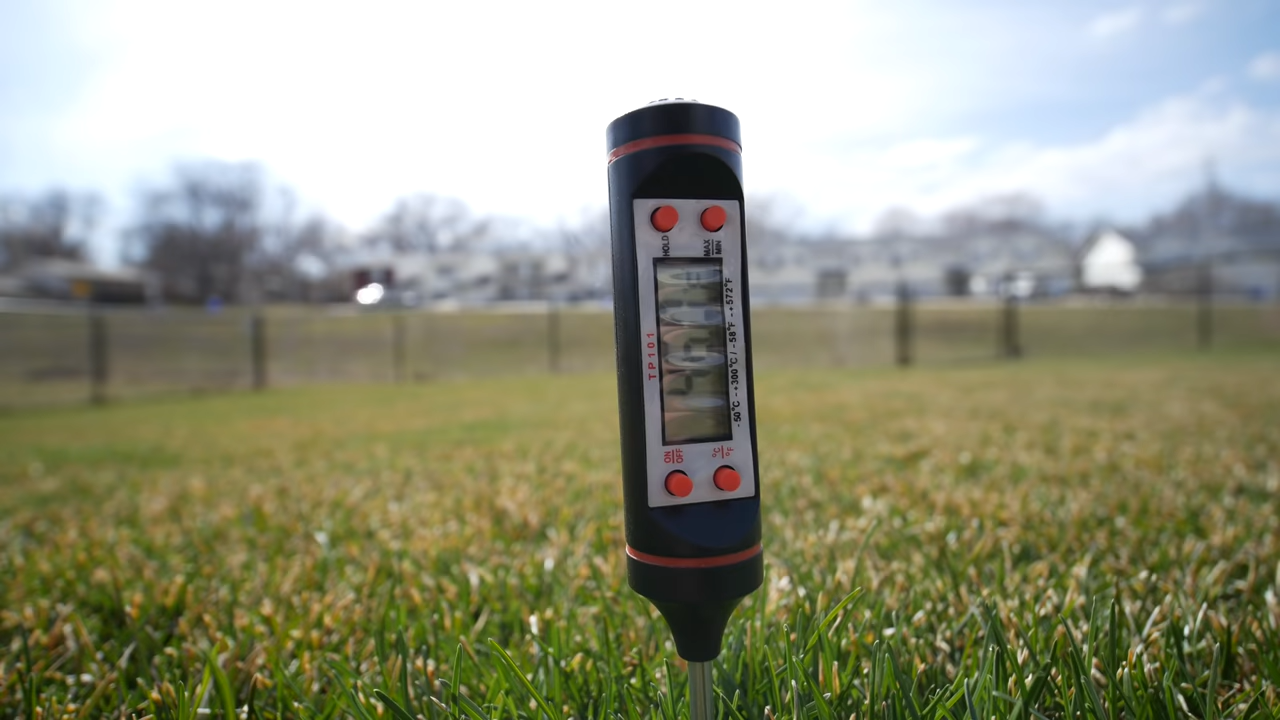 HOLD
MAX
MIN
TP101
-50°C -+300°C / -58°F -+572°F
ON
OFF
°C
°F